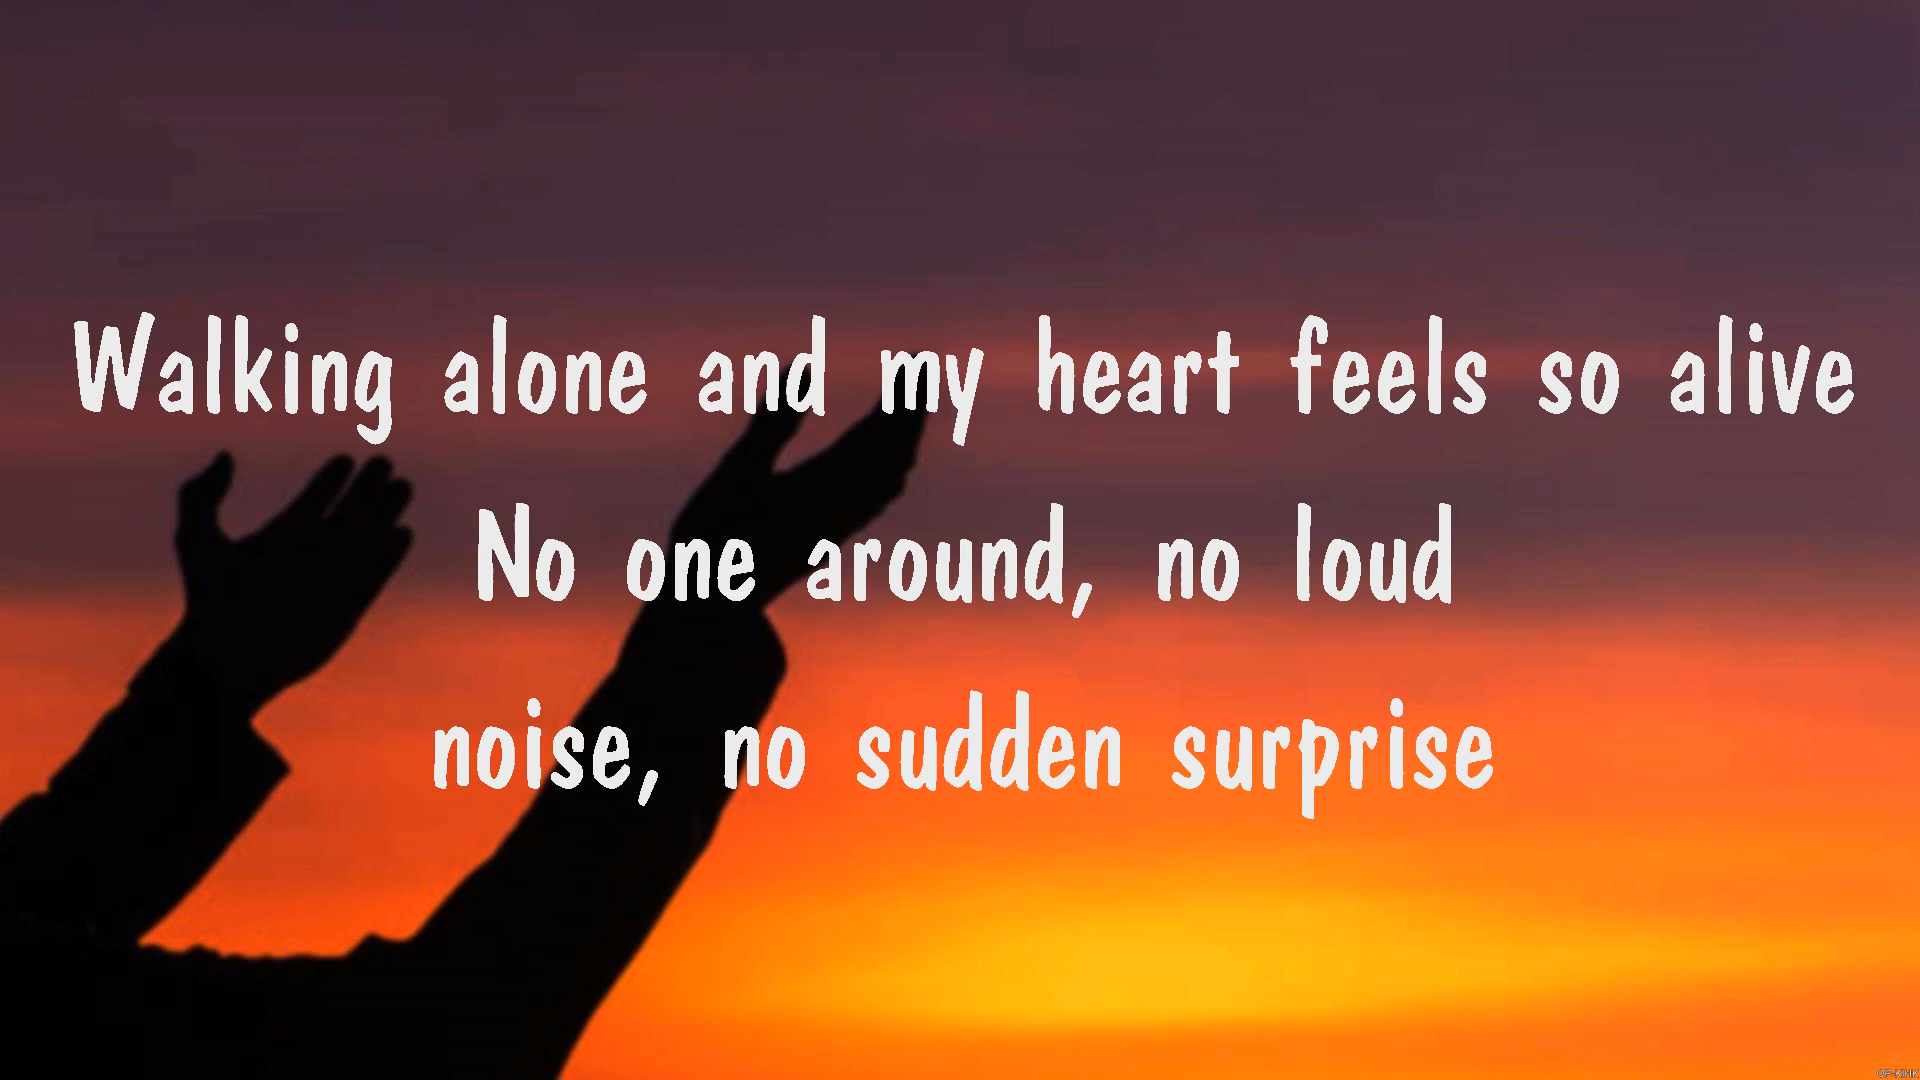 Walking alone and my heart feels so alive
No one around, no loud
noise, no sudden surprise